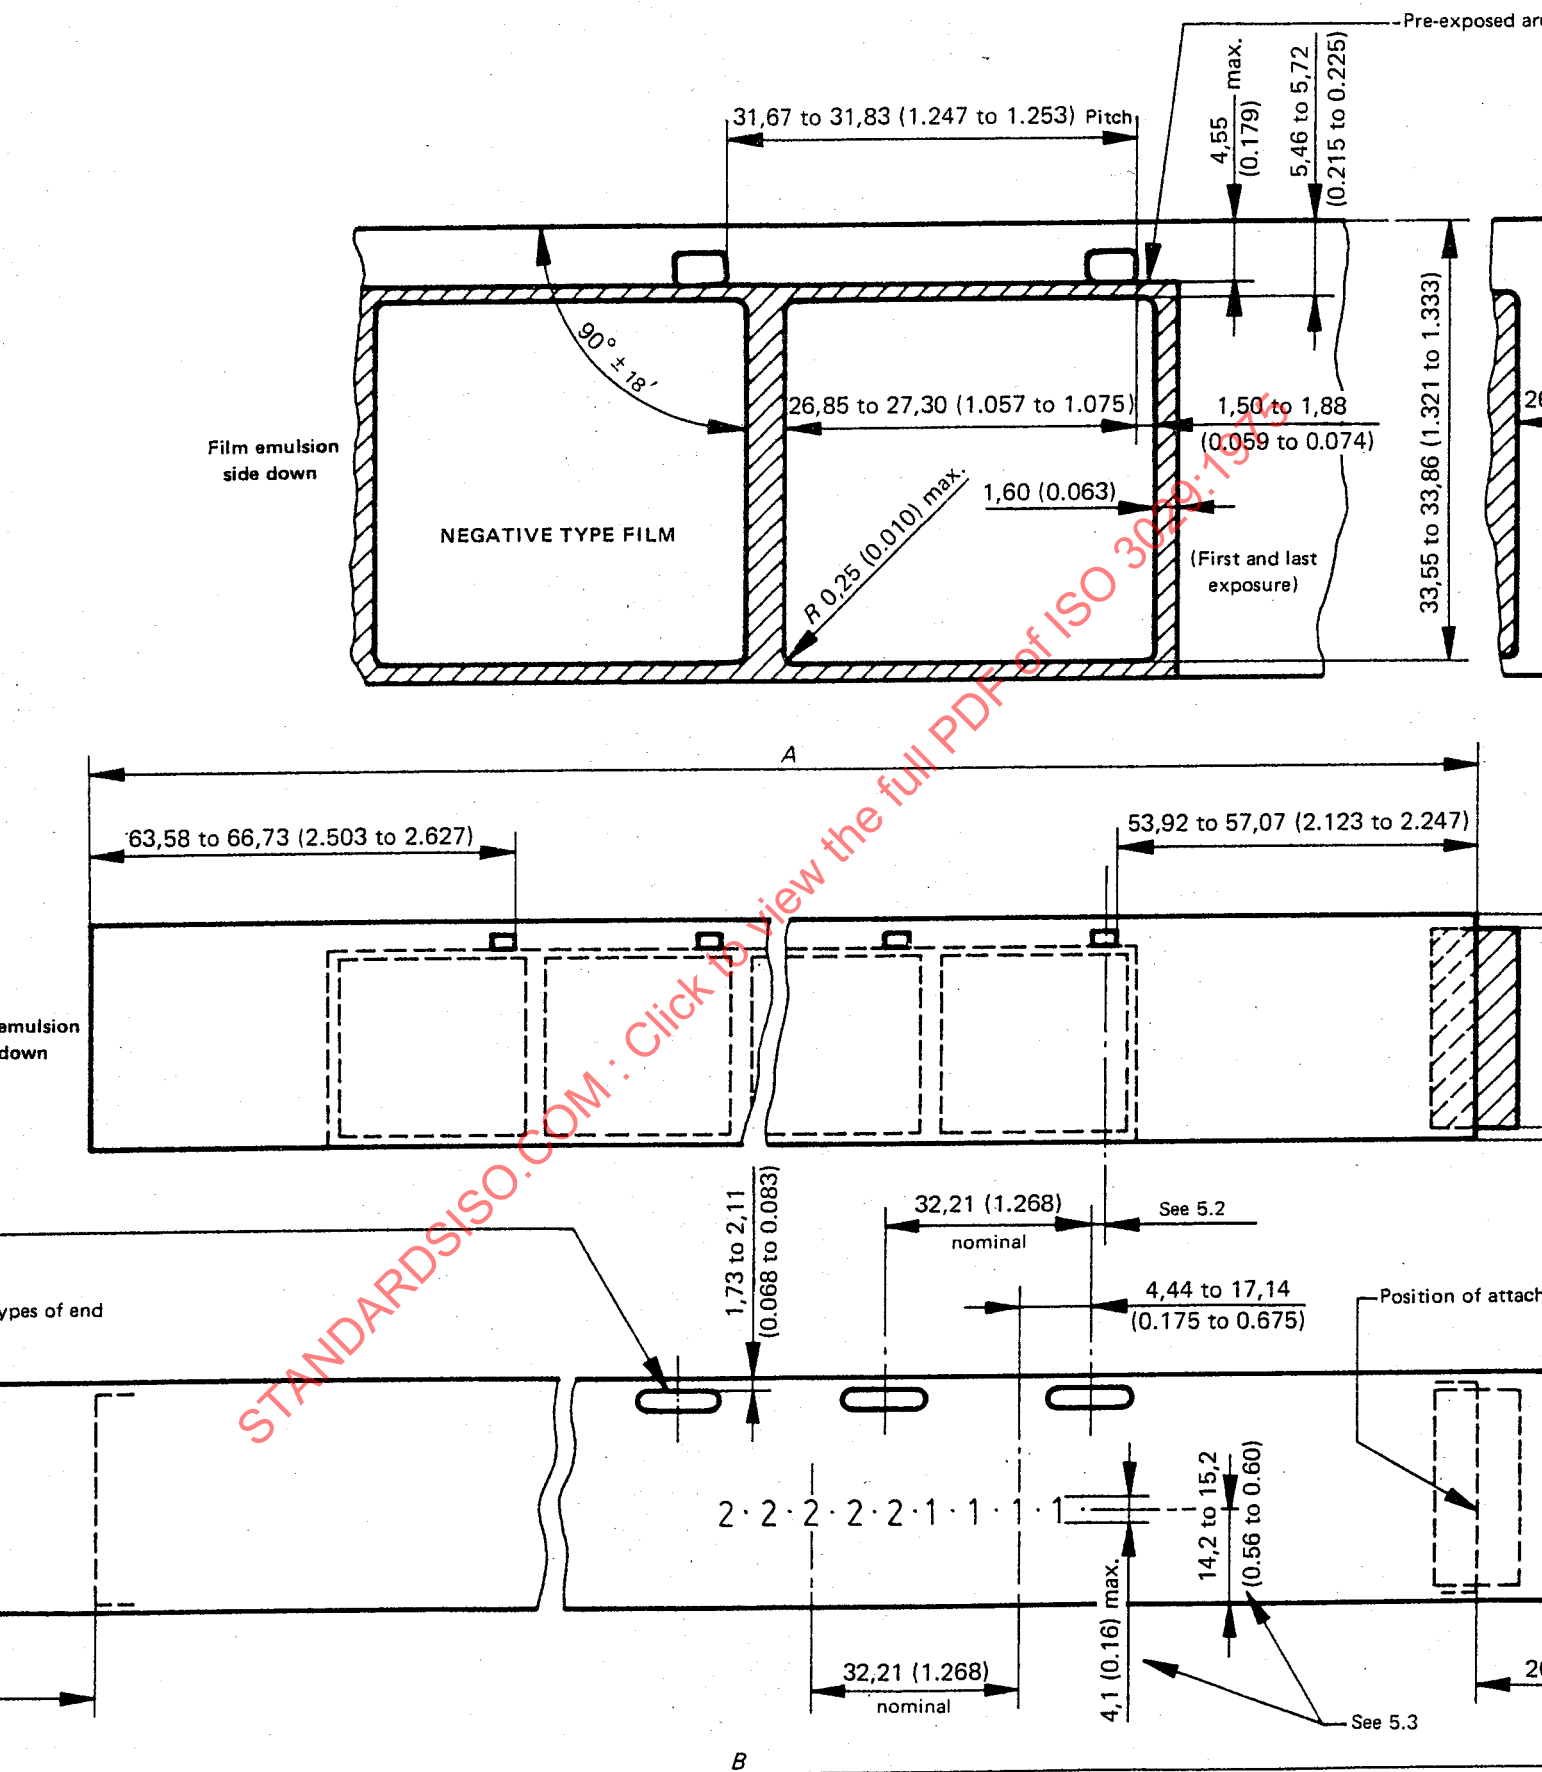 Pre-exposed
31,67 to 31,83 (1.247 to 1.253) Pitch
4,55 max.
(0.179)
5,46 to 5,72
(0.215 to 0.225)
90° ± 18′
26,85 to 27,30 (1.057 to 1.075)
1,50 to 1,88
(0.059 to 0.074)
26
Film emulsion
side down
NEGATIVE TYPE FILM
R 0,25 (0.010) max.
1,60 (0.063)
(First and last
exposure)
33,55 to 33,86 (1.321 to 1.333)
A
63,58 to 66,73 (2.503 to 2.627)
53,92 to 57,07 (2.123 to 2.247)
emulsion
down
1,73 to 2,11
(0.068 to 0.083)
32,21 (1.268)
nominal
See 5.2
4,44 to 17,14
(0.175 to 0.675)
ypes of end
Position of attach
2·2·2·2·2·1·1·1·1·
14,2 to 15,2
(0.56 to 0.60)
4,1 (0.16) max.
32,21 (1.268)
nominal
See 5.3
B
STANDARDSISO.COM : Click to view the full PDF of ISO 3029:1975